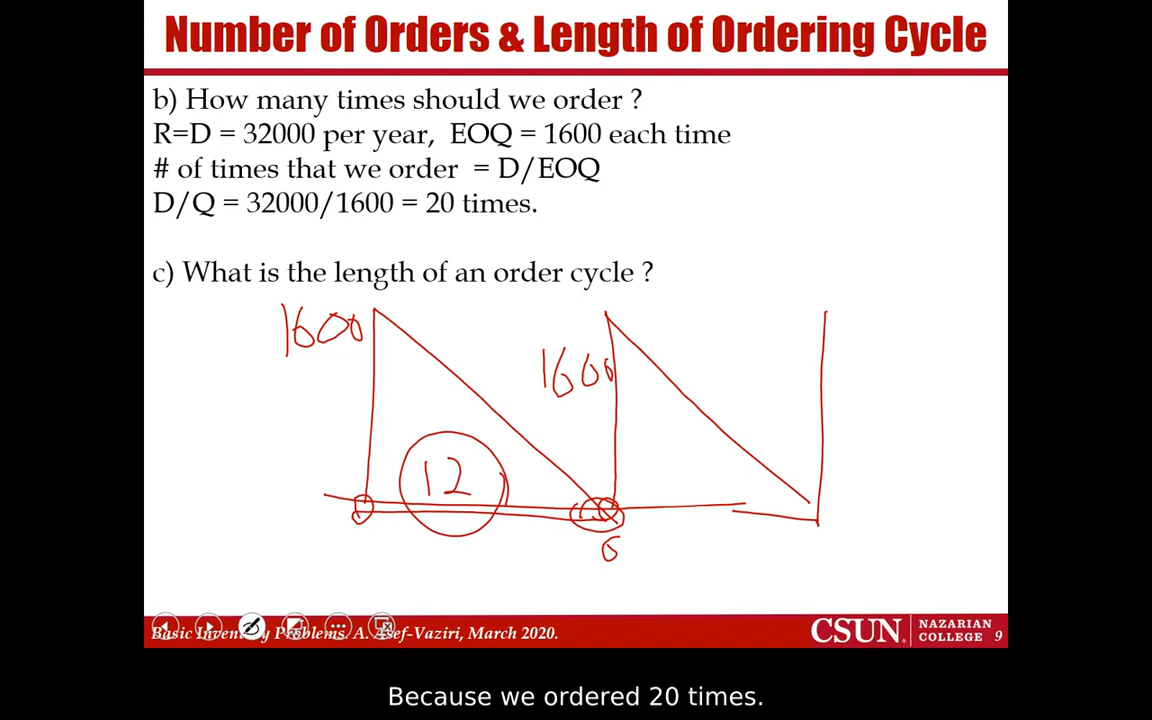 Number of Orders & Length of Ordering Cycle
b) How many times should we order ?
R=D = 32000 per year, EOQ = 1600 each time
# of times that we order = D/EOQ
D/Q = 32000/1600 = 20 times.
c) What is the length of an order cycle ?
1600
1600
12
0
Basic Inventory Problems, A. Asef-Vaziri, March 2020.
CSUN NAZARIAN COLLEGE 9
Because we ordered 20 times.